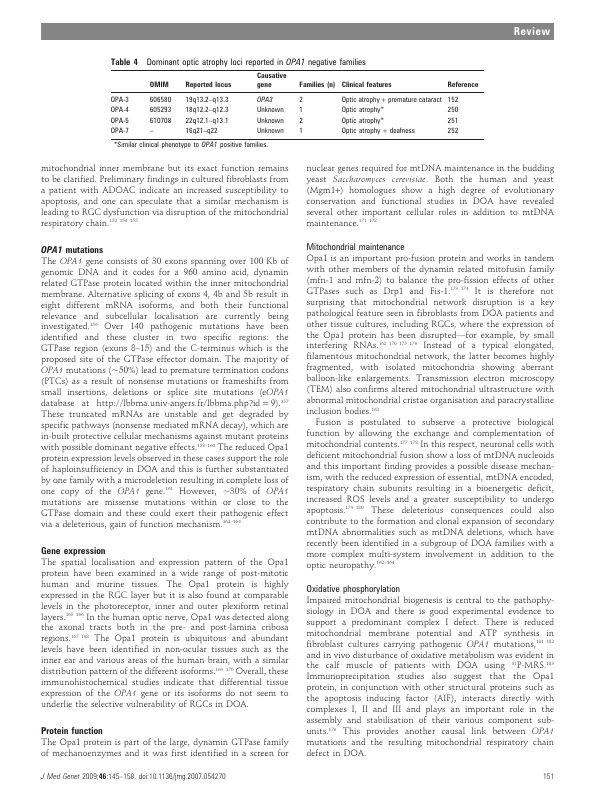 Review
Table 4 Dominant optic atrophy loci reported in OPA1 negative families
OMIM Reported locus Causative gene Families (n) Clinical features Reference
OPA-3 606580 19q13.2–q13.3 OPA3 2 Optic atrophy + premature cataract 152
OPA-4 605293 18q12.2–q12.3 Unknown 1 Optic atrophy* 250
OPA-5 610708 22q12.1–q13.1 Unknown 2 Optic atrophy* 251
OPA-7 – 16q21–q22 Unknown 1 Optic atrophy + deafness 252
*Similar clinical phenotype to OPA1 positive families.
mitochondrial inner membrane but its exact function remains
to be clarified. Preliminary findings in cultured fibroblasts from
a patient with ADOAC indicate an increased susceptibility to
apoptosis, and one can speculate that a similar mechanism is
leading to RGC dysfunction via disruption of the mitochondrial
respiratory chain.152 154 155
OPA1 mutations
The OPA1 gene consists of 30 exons spanning over 100 Kb of
genomic DNA and it codes for a 960 amino acid, dynamin
related GTPase protein located within the inner mitochondrial
membrane. Alternative splicing of exons 4, 4b and 5b result in
eight different mRNA isoforms, and both their functional
relevance and subcellular localisation are currently being
investigated.156 Over 140 pathogenic mutations have been
identified and these cluster in two specific regions: the
GTPase region (exons 8–15) and the C-terminus which is the
proposed site of the GTPase effector domain. The majority of
OPA1 mutations (~50%) lead to premature termination codons
(PTCs) as a result of nonsense mutations or frameshifts from
small insertions, deletions or splice site mutations (eOPA1
database at http://lbbma.univ-angers.fr/lbbma.php?id = 9).157
These truncated mRNAs are unstable and get degraded by
specific pathways (nonsense mediated mRNA decay), which are
in-built protective cellular mechanisms against mutant proteins
with possible dominant negative effects.158–160 The reduced Opa1
protein expression levels observed in these cases support the role
of haploinsufficiency in DOA and this is further substantiated
by one family with a microdeletion resulting in complete loss of
one copy of the OPA1 gene.161 However, ~30% of OPA1
mutations are missense mutations within or close to the
GTPase domain and these could exert their pathogenic effect
via a deleterious, gain of function mechanism.162–164
Gene expression
The spatial localisation and expression pattern of the Opa1
protein have been examined in a wide range of post-mitotic
human and murine tissues. The Opa1 protein is highly
expressed in the RGC layer but it is also found at comparable
levels in the photoreceptor, inner and outer plexiform retinal
layers.165 166 In the human optic nerve, Opa1 was detected along
the axonal tracts both in the pre- and post-lamina cribosa
regions.167 168 The Opa1 protein is ubiquitous and abundant
levels have been identified in non-ocular tissues such as the
inner ear and various areas of the human brain, with a similar
distribution pattern of the different isoforms.169 170 Overall, these
immunohistochemical studies indicate that differential tissue
expression of the OPA1 gene or its isoforms do not seem to
underlie the selective vulnerability of RGCs in DOA.
Protein function
The Opa1 protein is part of the large, dynamin GTPase family
of mechanoenzymes and it was first identified in a screen for
nuclear genes required for mtDNA maintenance in the budding
yeast Saccharomyces cerevisiae. Both the human and yeast
(Mgm1+) homologues show a high degree of evolutionary
conservation and functional studies in DOA have revealed
several other important cellular roles in addition to mtDNA
maintenance.171 172
Mitochondrial maintenance
Opa1 is an important pro-fusion protein and works in tandem
with other members of the dynamin related mitofusin family
(mfn-1 and mfn-2) to balance the pro-fission effects of other
GTPases such as Drp1 and Fis-1.173 174 It is therefore not
surprising that mitochondrial network disruption is a key
pathological feature seen in fibroblasts from DOA patients and
other tissue cultures, including RGCs, where the expression of
the Opa1 protein has been disrupted—for example, by small
interfering RNAs.162 170 175 176 Instead of a typical elongated,
filamentous mitochondrial network, the latter becomes highly
fragmented, with isolated mitochondria showing aberrant
balloon-like enlargements. Transmission electron microscopy
(TEM) also confirms altered mitochondrial ultrastructure with
abnormal mitochondrial cristae organisation and paracrystalline
inclusion bodies.162
Fusion is postulated to serve a protective biological
function by allowing the exchange and complementation of
mitochondrial contents.177 178 In this respect, neuronal cells with
deficient mitochondrial fusion show a loss of mtDNA nucleoids
and this important finding provides a possible disease mechan-
ism, with the reduced expression of essential, mtDNA encoded,
respiratory chain subunits resulting in a bioenergetic deficit,
increased ROS levels and a greater susceptibility to undergo
apoptosis.179 180 These deleterious consequences could also
contribute to the formation and clonal expansion of secondary
mtDNA abnormalities such as mtDNA deletions, which have
recently been identified in a subgroup of DOA families with a
more complex multi-system involvement in addition to the
optic neuropathy.162–164
Oxidative phosphorylation
Impaired mitochondrial biogenesis is central to the pathophy-
siology in DOA and there is good experimental evidence to
support a predominant complex I defect. There is reduced
mitochondrial membrane potential and ATP synthesis in
fibroblast cultures carrying pathogenic OPA1 mutations,181 182
and in vivo disturbance of oxidative metabolism was evident in
the calf muscle of patients with DOA using 31P-MRS.183
Immunoprecipitation studies also suggest that the Opa1
protein, in conjunction with other structural proteins such as
the apoptosis inducing factor (AIF), interacts directly with
complexes I, II and III and plays an important role in the
assembly and stabilisation of their various component sub-
units.178 This provides another causal link between OPA1
mutations and the resulting mitochondrial respiratory chain
defect in DOA.
J Med Genet 2009;46:145–158. doi:10.1136/jmg.2007.054270
151